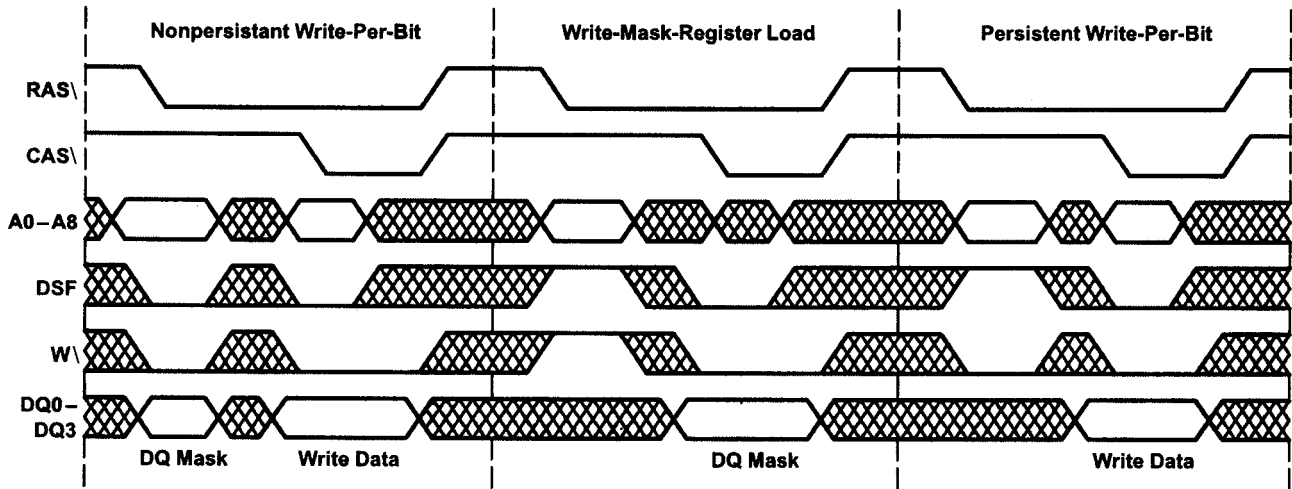 Nonpersistant Write-Per-Bit
Write-Mask-Register Load
Persistent Write-Per-Bit
RAS\
CAS\
A0–A8
DSF
W\
DQ0–
DQ3
DQ Mask
Write Data
DQ Mask
Write Data